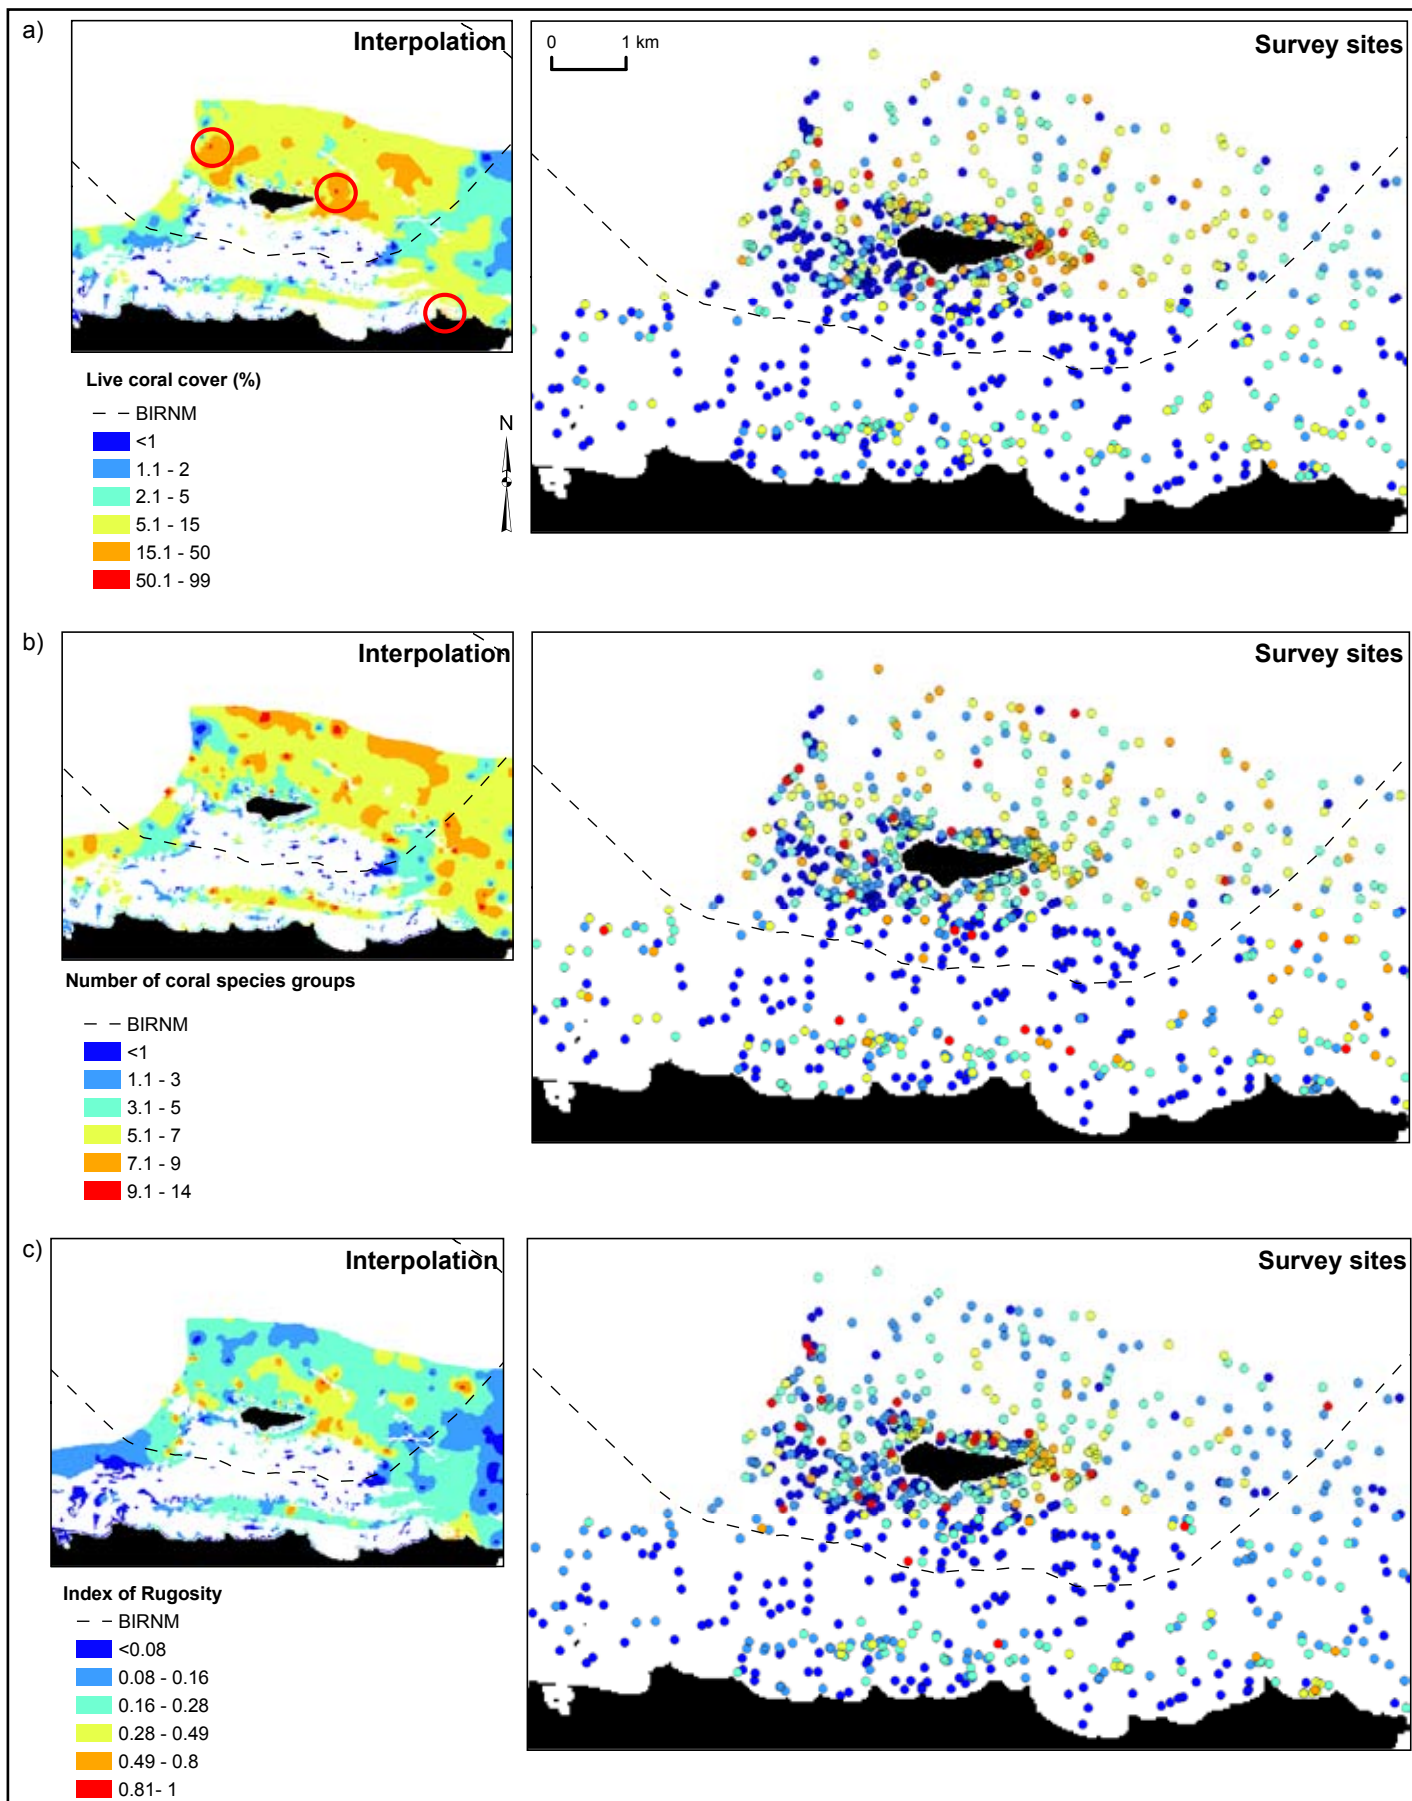 a)
Interpolation
0 1 km
Survey sites
Live coral cover (%)
BIRNM
<1
1.1 - 2
2.1 - 5
5.1 - 15
15.1 - 50
50.1 - 99
N
b)
Interpolation
Survey sites
Number of coral species groups
BIRNM
<1
1.1 - 3
3.1 - 5
5.1 - 7
7.1 - 9
9.1 - 14
c)
Interpolation
Survey sites
Index of Rugosity
BIRNM
<0.08
0.08 - 0.16
0.16 - 0.28
0.28 - 0.49
0.49 - 0.8
0.81- 1